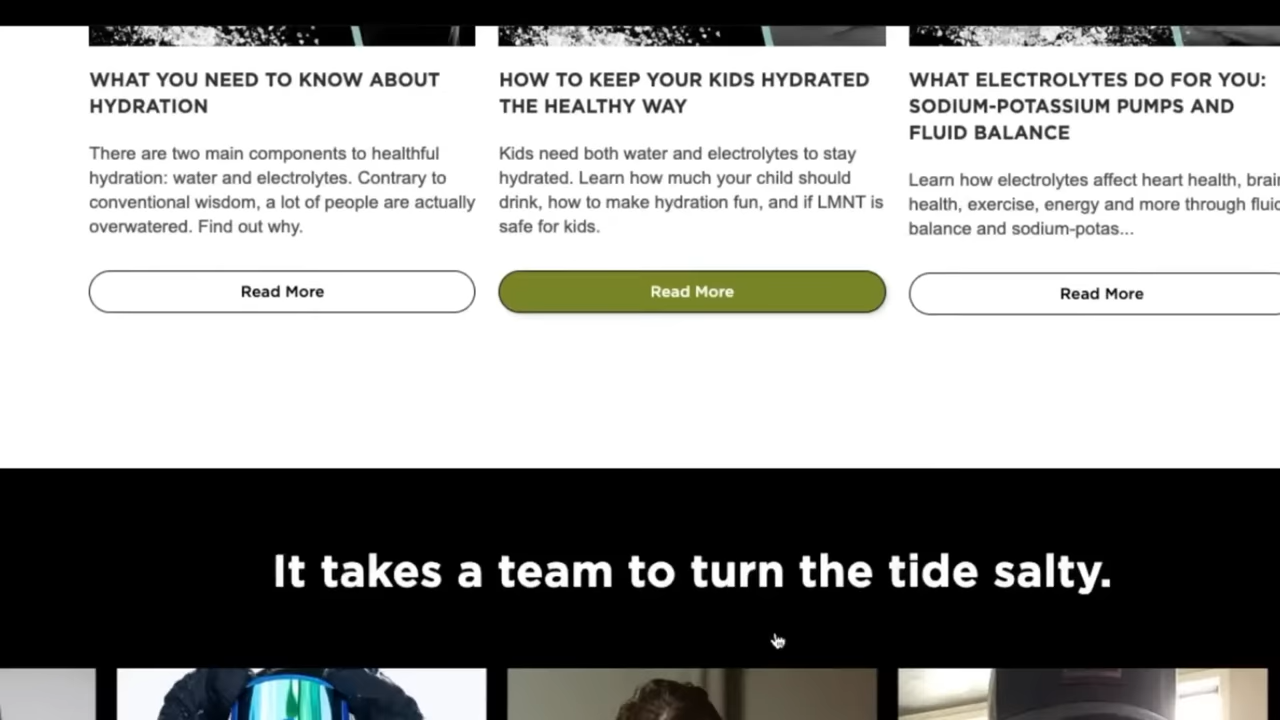 WHAT YOU NEED TO KNOW ABOUT
HYDRATION
There are two main components to healthful
hydration: water and electrolytes. Contrary to
conventional wisdom, a lot of people are actually
overwatered. Find out why.
Read More
HOW TO KEEP YOUR KIDS HYDRATED
THE HEALTHY WAY
Kids need both water and electrolytes to stay
hydrated. Learn how much your child should
drink, how to make hydration fun, and if LMNT is
safe for kids.
Read More
WHAT ELECTROLYTES DO FOR YOU:
SODIUM-POTASSIUM PUMPS AND
FLUID BALANCE
Learn how electrolytes affect heart health, brain
health, exercise, energy and more through fluid
balance and sodium-potas...
Read More
It takes a team to turn the tide salty.